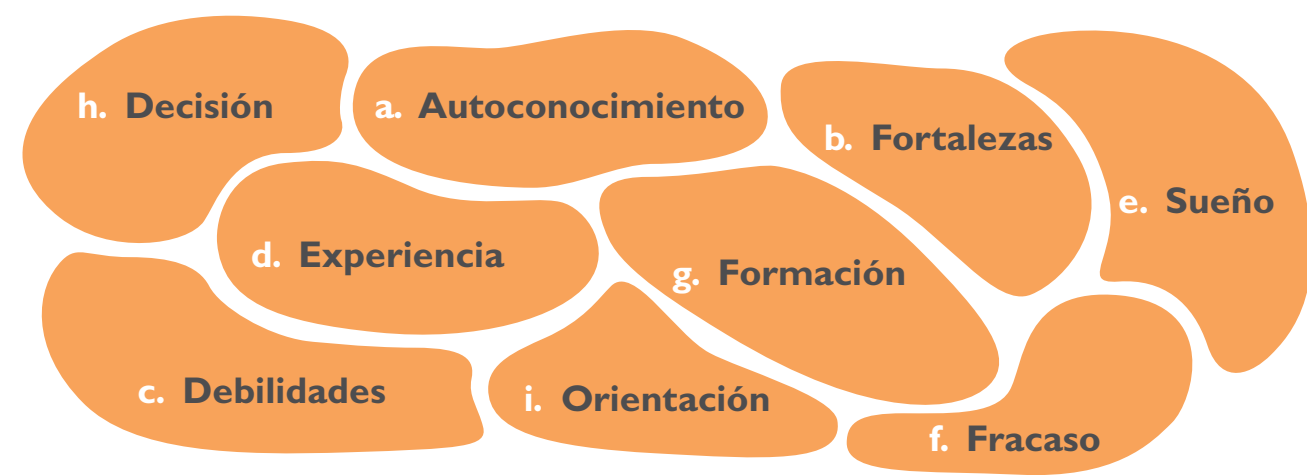 h. Decisión
a. Autoconocimiento
b. Fortalezas
e. Sueño
d. Experiencia
g. Formación
c. Debilidades
i. Orientación
f. Fracaso